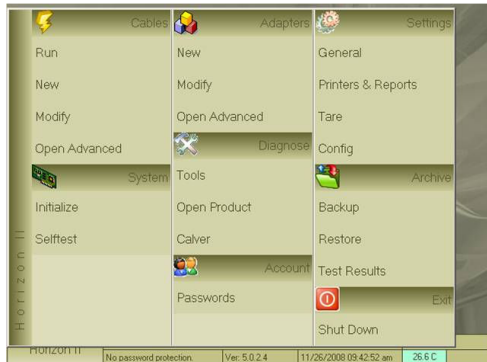 Cables
Run
New
Modify
Open Advanced
System
Initialize
Selftest
Adapters
New
Modify
Open Advanced
Diagnose
Tools
Open Product
Calver
Account
Passwords
Settings
General
Printers & Reports
Tare
Config
Archive
Backup
Restore
Test Results
Exit
Shut Down
Horizon II
Horizon II
No password protection. Ver: 5.0.2.4 11/26/2008 09:42:52 am 26.6 C